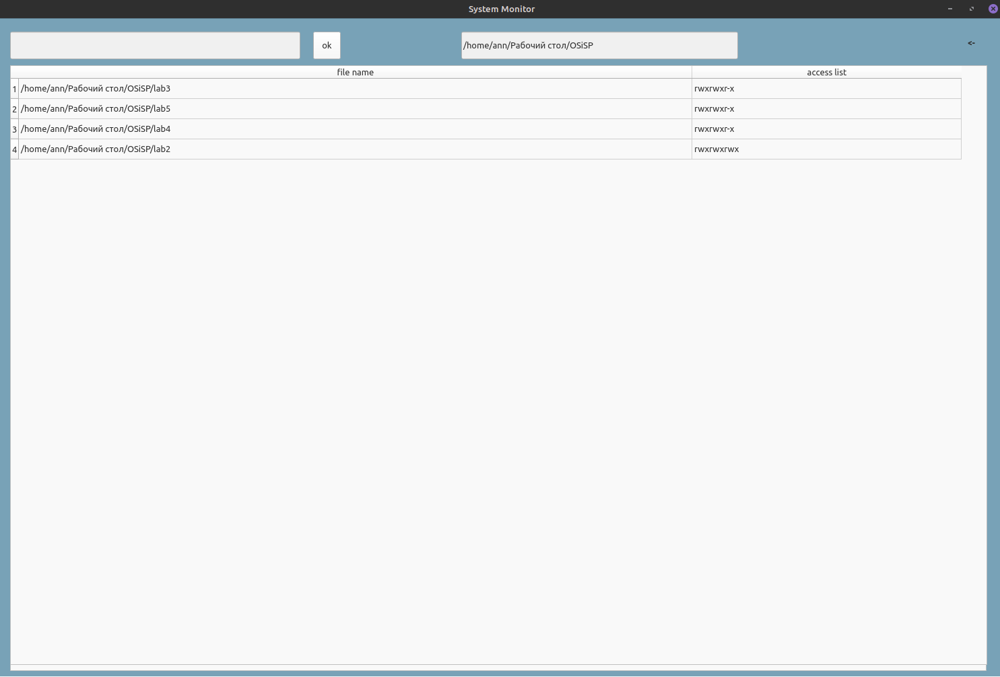 System Monitor
ok
/home/ann/Рабочий стол/OSiSP
<-
file name access list
1 /home/ann/Рабочий стол/OSiSP/lab3 rwxrwxr-x
2 /home/ann/Рабочий стол/OSiSP/lab5 rwxrwxr-x
3 /home/ann/Рабочий стол/OSiSP/lab4 rwxrwxr-x
4 /home/ann/Рабочий стол/OSiSP/lab2 rwxrwxrwx